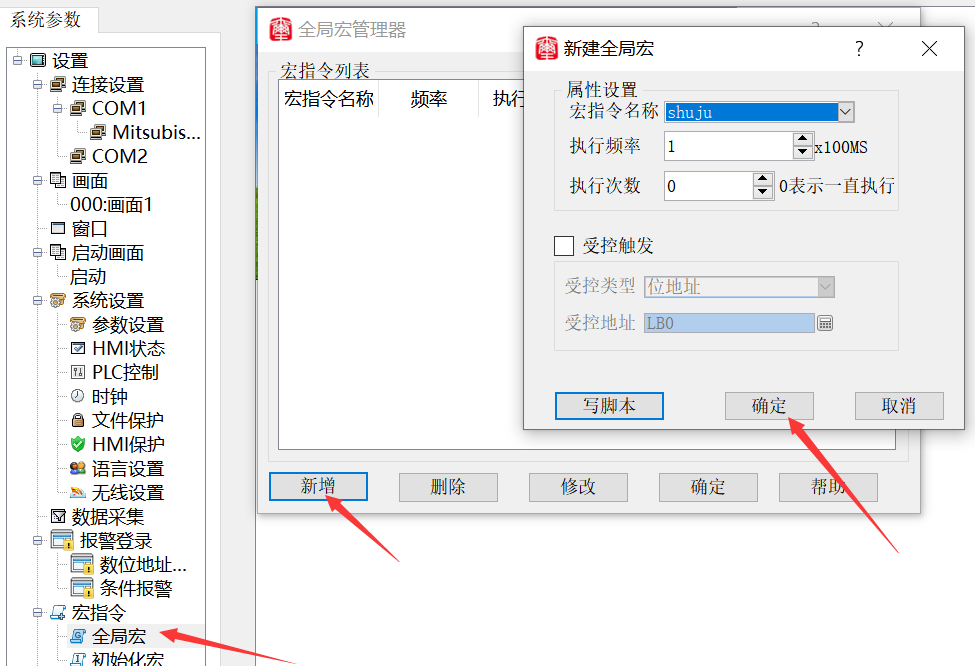 系统参数
设置
连接设置
COM1
Mitsubis...
COM2
画面
000:画面1
窗口
启动画面
启动
系统设置
参数设置
HMI状态
PLC控制
时钟
文件保护
HMI保护
语言设置
无线设置
数据采集
报警登录
数位地址...
条件报警
宏指令
全局宏
初始化宏
全局宏管理器
宏指令列表
宏指令名称 频率 执行
新增 删除 修改 确定 帮助
新建全局宏 ?
属性设置
宏指令名称 shuju
执行频率 1 x100MS
执行次数 0 0表示一直执行
受控触发
受控类型 位地址
受控地址 LB0
写脚本 确定 取消